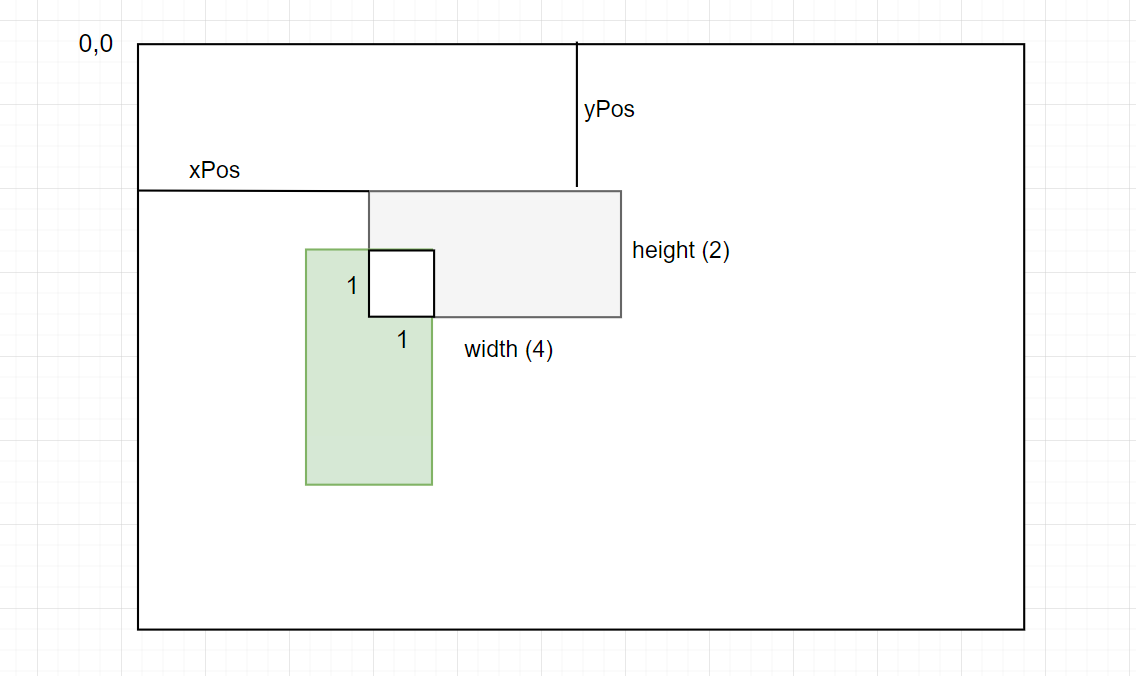 0,0
yPos
xPos
height (2)
1
1
width (4)